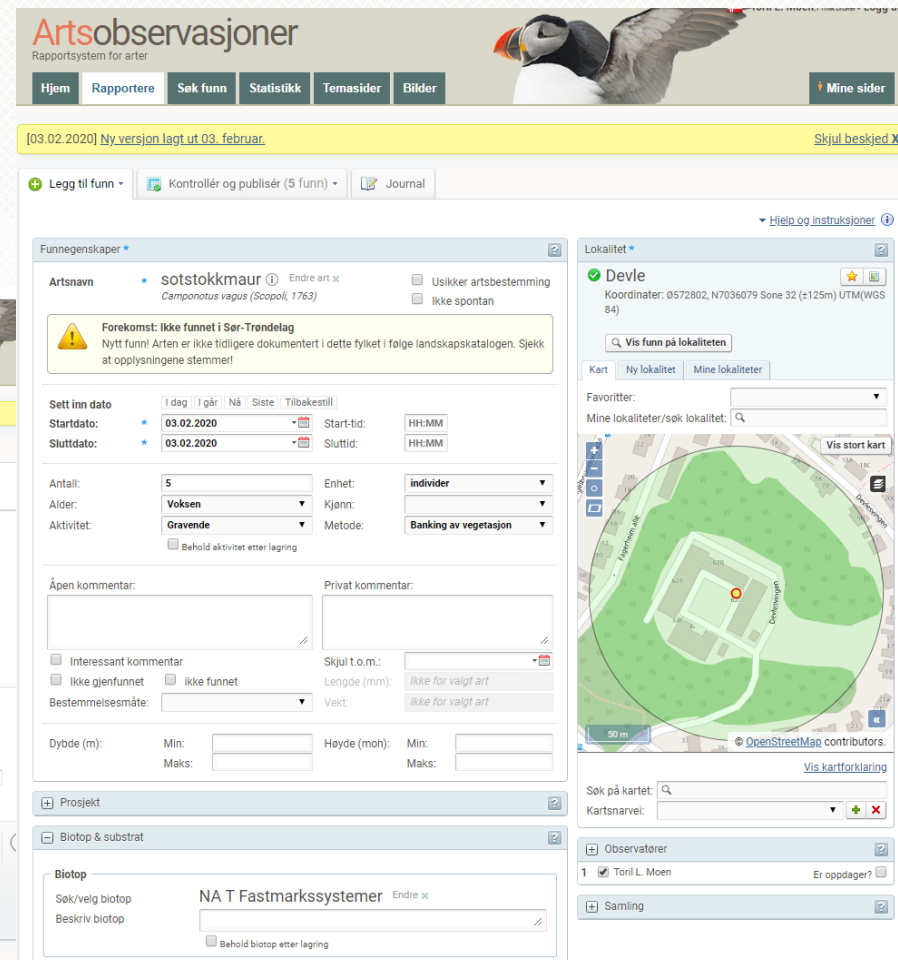 Toril L. Moen
Artsobservasjoner
Rapportsystem for arter
Hjem Rapportere Søk funn Statistikk Temasider Bilder Mine sider
[03.02.2020] Ny versjon lagt ut 03. februar. Skjul beskjed X
Legg til funn Kontrollér og publisér (5 funn) Journal
Hjelp og instruksjoner
Funnegenskaper *
Artsnavn * sotstokkmaur Endre art x Usikker artsbestemming
Camponotus vagus (Scopoli, 1763) Ikke spontan
Forekomst: Ikke funnet i Sør-Trøndelag
Nytt funn! Arten er ikke tidligere dokumentert i dette fylket i følge landskapskatalogen. Sjekk
at opplysningene stemmer!
Sett inn dato I dag I går Nå Siste Tilbakestill
Startdato: * 03.02.2020 Start-tid: HH:MM
Sluttdato: * 03.02.2020 Sluttid: HH:MM
Antall: 5 Enhet: individer
Alder: Voksen Kjønn:
Aktivitet: Gravende Metode: Banking av vegetasjon
Behold aktivitet etter lagring
Åpen kommentar: Privat kommentar:
Interessant kommentar Skjul t.o.m.:
Ikke gjenfunnet ikke funnet Lengde (mm): Ikke for valgt art
Bestemmelsesmåte: Vekt: Ikke for valgt art
Dybde (m): Min: Høyde (moh): Min:
Maks: Maks:
Prosjekt
Biotop & substrat
Biotop
Søk/velg biotop NA T Fastmarkssystemer Endre x
Beskriv biotop
Behold biotop etter lagring
Lokalitet *
Devle
Koordinater: Ø572802, N7036079 Sone 32 (±125m) UTM(WGS
84)
Vis funn på lokaliteten
Kart Ny lokalitet Mine lokaliteter
Favoritter:
Mine lokaliteter/søk lokalitet:
Vis stort kart
Fagerheim alle
Devlesvingen
Devlesvingen
50 m
© OpenStreetMap contributors.
Vis kartforklaring
Søk på kartet:
Kartsnarvei:
Observatører
1 Toril L. Moen Er oppdager?
Samling